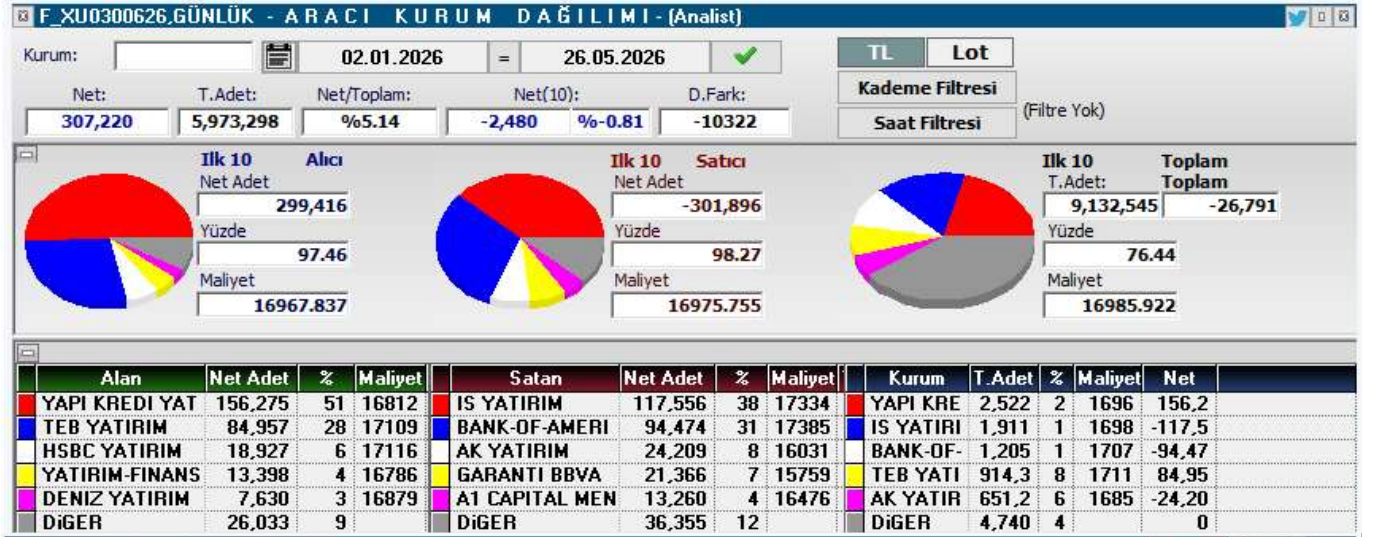 F_XU0300626,GÜNLÜK - ARACI KURUM DAĞILIMI - (Analist)
Kurum: 02.01.2026 = 26.05.2026 TL Lot
Kademe Filtresi
Net: T.Adet: Net/Toplam: Net(10): D.Fark:
307,220 5,973,298 %5.14 -2,480 %-0.81 -10322 Saat Filtresi (Filtre Yok)
Ilk 10 Alıcı Ilk 10 Satıcı Ilk 10 Toplam
Net Adet Net Adet T.Adet: Toplam
299,416 -301,896 9,132,545 -26,791
Yüzde Yüzde Yüzde
97.46 98.27 76.44
Maliyet Maliyet Maliyet
16967.837 16975.755 16985.922
Alan Net Adet % Maliyet Satan Net Adet % Maliyet Kurum T.Adet % Maliyet Net
YAPI KREDI YAT 156,275 51 16812 IS YATIRIM 117,556 38 17334 YAPI KRE 2,522 2 1696 156,2
TEB YATIRIM 84,957 28 17109 BANK-OF-AMERI 94,474 31 17385 IS YATIRI 1,911 1 1698 -117,5
HSBC YATIRIM 18,927 6 17116 AK YATIRIM 24,209 8 16031 BANK-OF- 1,205 1 1707 -94,47
YATIRIM-FINANS 13,398 4 16786 GARANTI BBVA 21,366 7 15759 TEB YATI 914,3 8 1711 84,95
DENIZ YATIRIM 7,630 3 16879 A1 CAPITAL MEN 13,260 4 16476 AK YATIR 651,2 6 1685 -24,20
DiGER 26,033 9 DiGER 36,355 12 DiGER 4,740 4 0